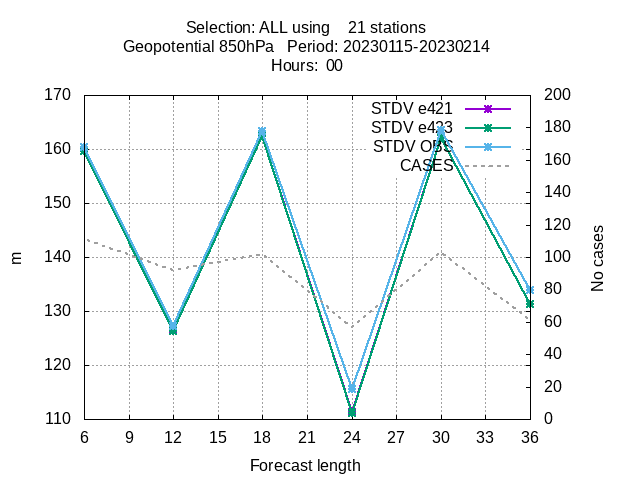 Selection: ALL using 21 stations
Geopotential 850hPa Period: 20230115-20230214
Hours: 00
170
160
150
140
130
120
110
m
STDV e421
STDV e433
STDV OBS
CASES
200
180
160
140
120
100
80
60
40
20
0
No cases
6 9 12 15 18 21 24 27 30 33 36
Forecast length